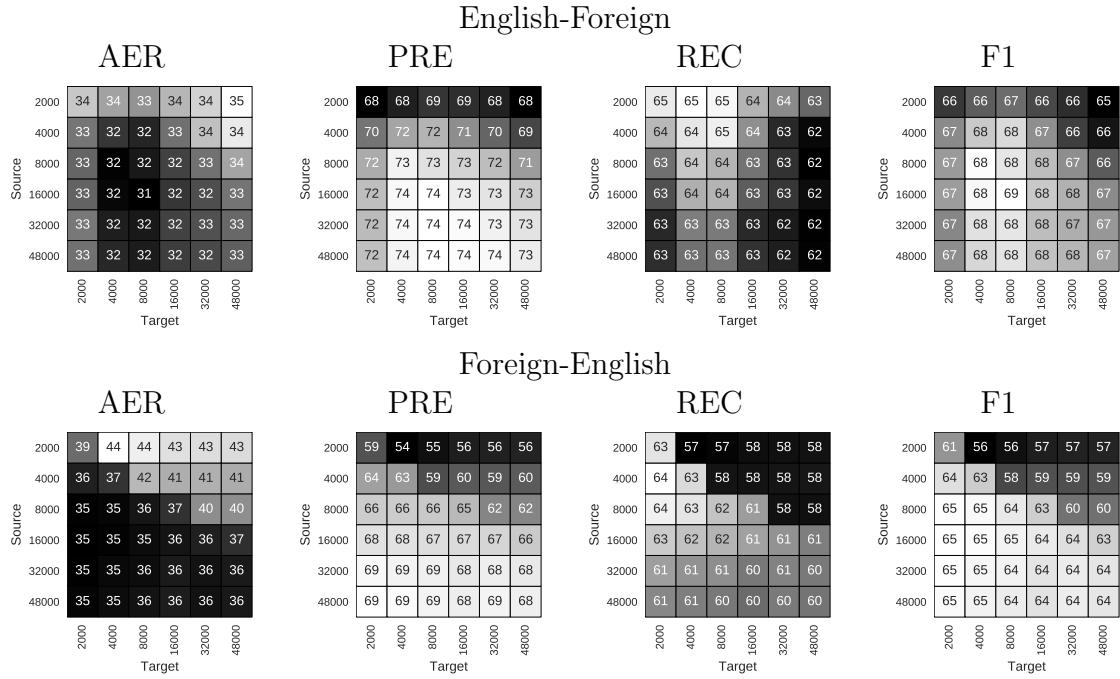 English-Foreign
AER PRE REC F1
2000 34 34 33 34 34 35 2000 68 68 69 69 68 68 2000 65 65 65 64 64 63 2000 66 66 67 66 66 65
4000 33 32 32 33 34 34 4000 70 72 72 71 70 69 4000 64 64 65 64 63 62 4000 67 68 68 67 66 66
8000 33 32 32 32 33 34 8000 72 73 73 73 72 71 8000 63 64 64 63 63 62 8000 67 68 68 68 67 66
16000 33 32 31 32 32 33 16000 72 74 74 74 73 73 16000 63 64 64 63 63 62 16000 67 68 69 68 68 67
32000 33 32 32 32 32 33 32000 72 74 74 74 73 73 32000 63 63 63 63 62 62 32000 67 68 68 68 67 67
48000 33 32 32 32 32 33 48000 72 74 74 74 74 73 48000 63 63 63 63 62 62 48000 67 68 68 68 68 67
Source Source Source Source
2000 4000 8000 16000 32000 48000 2000 4000 8000 16000 32000 48000 2000 4000 8000 16000 32000 48000 2000 4000 8000 16000 32000 48000
Target Target Target Target
Foreign-English
AER PRE REC F1
2000 39 44 44 43 43 43 2000 59 54 55 56 56 56 2000 63 57 57 58 58 58 2000 61 56 56 57 57 57
4000 36 37 42 41 41 41 4000 64 63 59 60 59 60 4000 64 63 58 58 58 58 4000 64 63 58 59 59 59
8000 35 35 36 37 40 40 8000 66 66 66 65 62 62 8000 64 63 62 61 58 58 8000 65 65 64 63 60 60
16000 35 35 35 36 36 37 16000 68 68 67 67 67 66 16000 63 62 62 61 61 61 16000 65 65 65 64 64 63
32000 35 35 36 36 36 36 32000 69 69 69 68 68 68 32000 61 61 61 60 61 60 32000 65 65 64 64 64 64
48000 35 35 36 36 36 36 48000 69 69 69 68 69 68 48000 61 61 60 60 60 60 48000 65 65 64 64 64 64
Source Source Source Source
2000 4000 8000 16000 32000 48000 2000 4000 8000 16000 32000 48000 2000 4000 8000 16000 32000 48000 2000 4000 8000 16000 32000 48000
Target Target Target Target